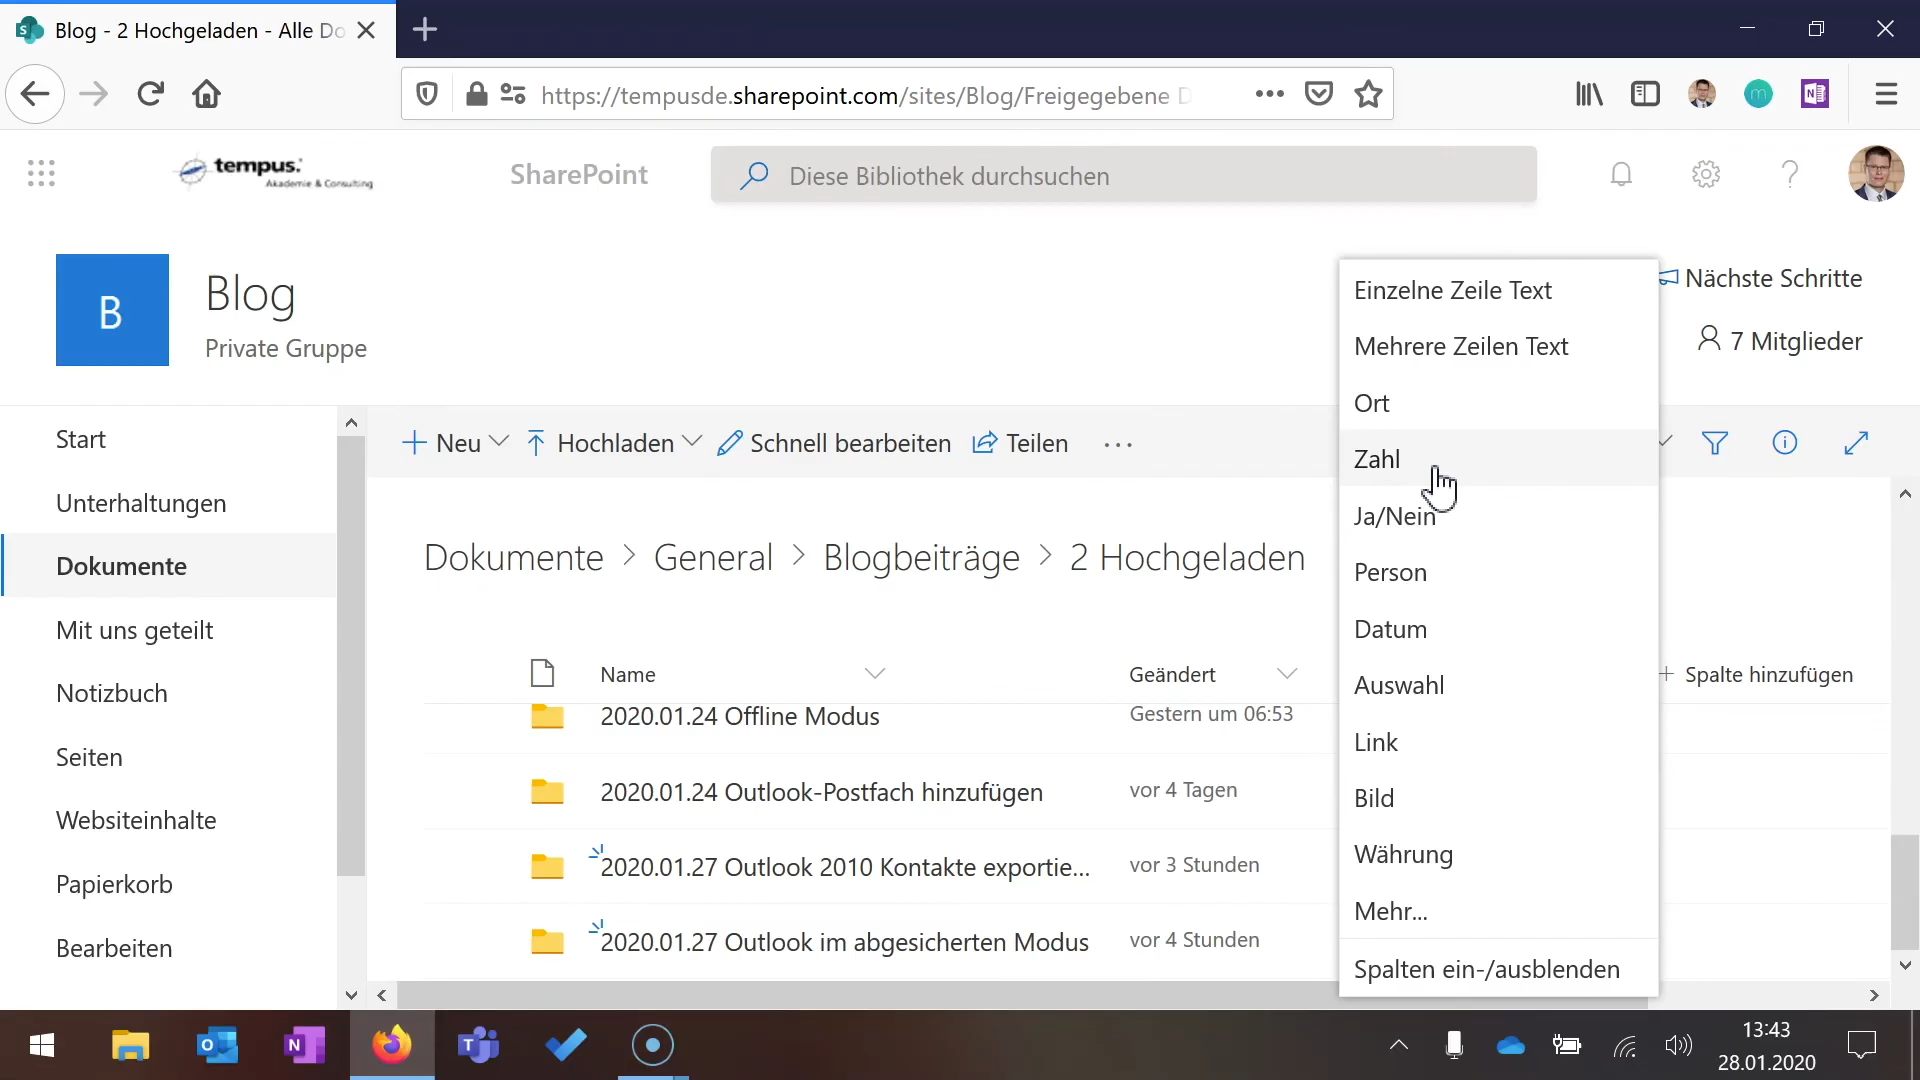 Blog - 2 Hochgeladen - Alle Do
https://tempusde.sharepoint.com/sites/Blog/Freigegebene D
tempus.
Akademie & Consulting
SharePoint
Diese Bibliothek durchsuchen
B
Blog
Private Gruppe
Nächste Schritte
7 Mitglieder
Start
Unterhaltungen
Dokumente
Mit uns geteilt
Notizbuch
Seiten
Websiteinhalte
Papierkorb
Bearbeiten
Neu
Hochladen
Schnell bearbeiten
Teilen
Dokumente > General > Blogbeiträge > 2 Hochgeladen
Name
Geändert
Spalte hinzufügen
2020.01.24 Offline Modus
Gestern um 06:53
2020.01.24 Outlook-Postfach hinzufügen
vor 4 Tagen
2020.01.27 Outlook 2010 Kontakte exportie...
vor 3 Stunden
2020.01.27 Outlook im abgesicherten Modus
vor 4 Stunden
Einzelne Zeile Text
Mehrere Zeilen Text
Ort
Zahl
Ja/Nein
Person
Datum
Auswahl
Link
Bild
Währung
Mehr...
Spalten ein-/ausblenden
13:43
28.01.2020